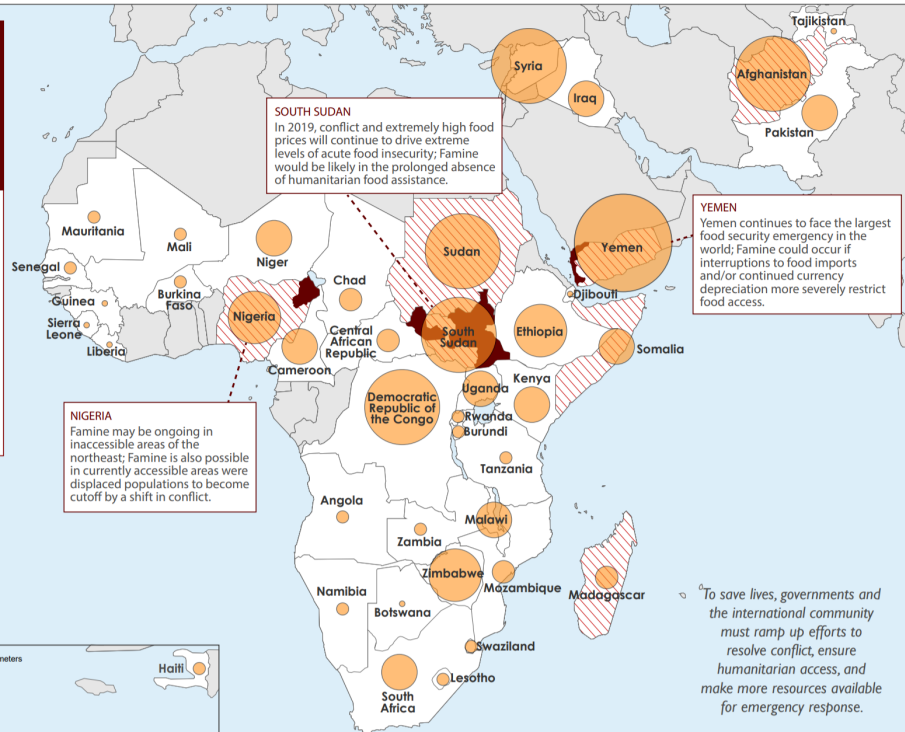 Tajikistan
Syria
Afghanistan
Iraq
Pakistan
SOUTH SUDAN
In 2019, conflict and extremely high food
prices will continue to drive extreme
levels of acute food insecurity; Famine
would be likely in the prolonged absence
of humanitarian food assistance.
YEMEN
Yemen continues to face the largest
food security emergency in the
world; Famine could occur if
interruptions to food imports
and/or continued currency
depreciation more severely restrict
food access.
Mauritania
Mali
Niger
Sudan
Yemen
Senegal
Chad
Djibouti
Guinea
Burkina
Faso
Nigeria
Sierra
Leone
Liberia
Central
African
Republic
South
Sudan
Ethiopia
Somalia
Cameroon
Democratic
Republic of
the Congo
Uganda
Kenya
Rwanda
Burundi
NIGERIA
Famine may be ongoing in
inaccessible areas of the
northeast; Famine is also possible
in currently accessible areas were
displaced populations to become
cutoff by a shift in conflict.
Tanzania
Angola
Malawi
Zambia
Zimbabwe
Mozambique
Madagascar
Namibia
Botswana
Swaziland
Lesotho
South
Africa
meters
Haiti
To save lives, governments and
the international community
must ramp up efforts to
resolve conflict, ensure
humanitarian access, and
make more resources available
for emergency response.